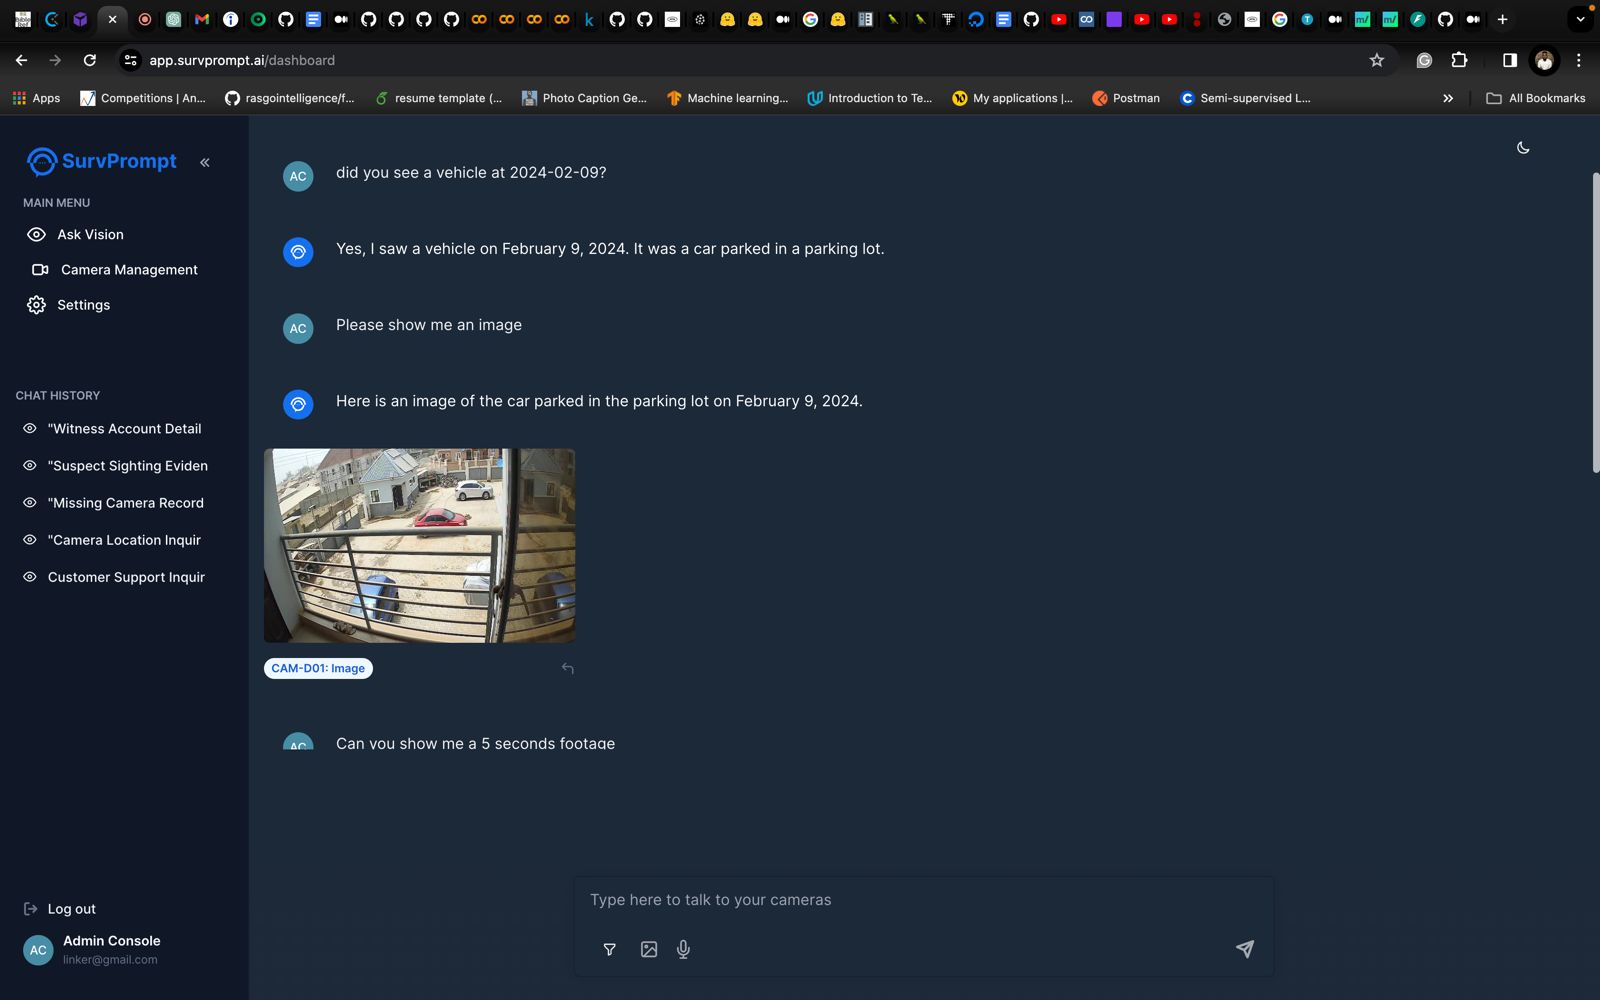 app.survprompt.ai/dashboard
Apps
Competitions | An...
rasgointelligence/f...
resume template (...
Photo Caption Ge...
Machine learning...
Introduction to Te...
My applications |...
Postman
Semi-supervised L...
All Bookmarks
SurvPrompt
MAIN MENU
Ask Vision
Camera Management
Settings
CHAT HISTORY
"Witness Account Detail
"Suspect Sighting Eviden
"Missing Camera Record
"Camera Location Inquir
Customer Support Inquir
Log out
AC
Admin Console
linker@gmail.com
AC
did you see a vehicle at 2024-02-09?
Yes, I saw a vehicle on February 9, 2024. It was a car parked in a parking lot.
AC
Please show me an image
Here is an image of the car parked in the parking lot on February 9, 2024.
CAM-D01: Image
AC
Can you show me a 5 seconds footage
Type here to talk to your cameras